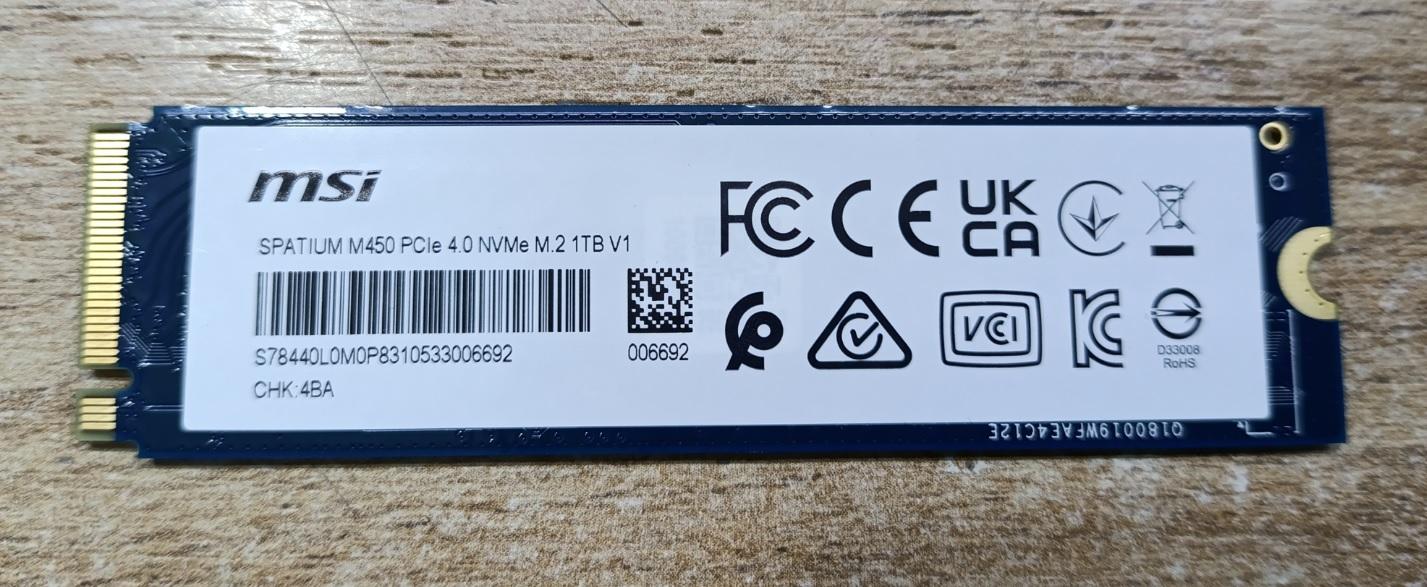 msi
SPATIUM M450 PCIe 4.0 NVMe M.2 1TB V1
S78440L0M0P8310533006692
006692
CHK:4BA
FC CE UK
CA
VCI
D33008
RoHS
Q180019WFAE4C12E